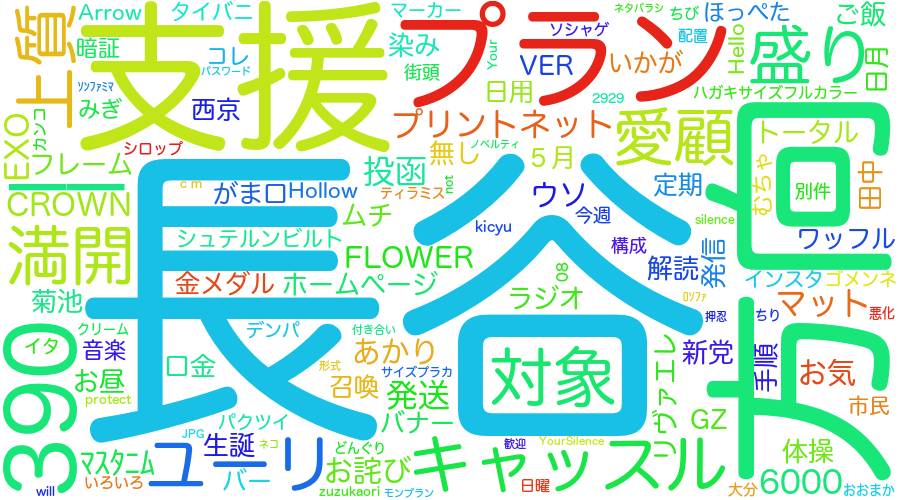 Arrow
タイバニ
マーカー
ソシャゲ
ネタバラシ
ちび
ほっぺた
ご飯
上質
暗証
コレ
パスワード
染み
街頭
支援
プラン
Your
VER
いかが
配置
Hallo
盛り
日月
ソンファミマ
みぎ
西京
日用
2929
ハガキサイズフルカラー
EXO
カンコ
シロップ
プリントネット
愛顧
トータル
フレーム
ノベルティ
無し
５月
投函
cm
がま口
Hollow
ティラミス
not
ウソ
定期
むちゃ
別件
田中
CROWN
ムチ
長谷
kicyu
今週
silence
満開
シュテルンビルト
FLOWER
構成
ワッフル
金メダル
ホームページ
08
解読
発信
インスタ
ゴメンネ
菊池
ラジオ
ロソファ
マット
悪化
390
クリーム
デンパ
付き合い
押忍
ちり
イタ
音楽
あかり
対象
新党
手順
口金
形式
サイズプラカ
リヴァエレ
お気
お昼
召喚
発送
protect
市民
パクツイ
バナー
GZ
JPG
生誕
ネコ
どんぐり
歓迎
YourSilence
体操
マスタニム
ユーリ
キャッスル
お詫び
6000
will
いろいろ
バー
zuzukaori
モンブラン
日曜
大分
おおまか